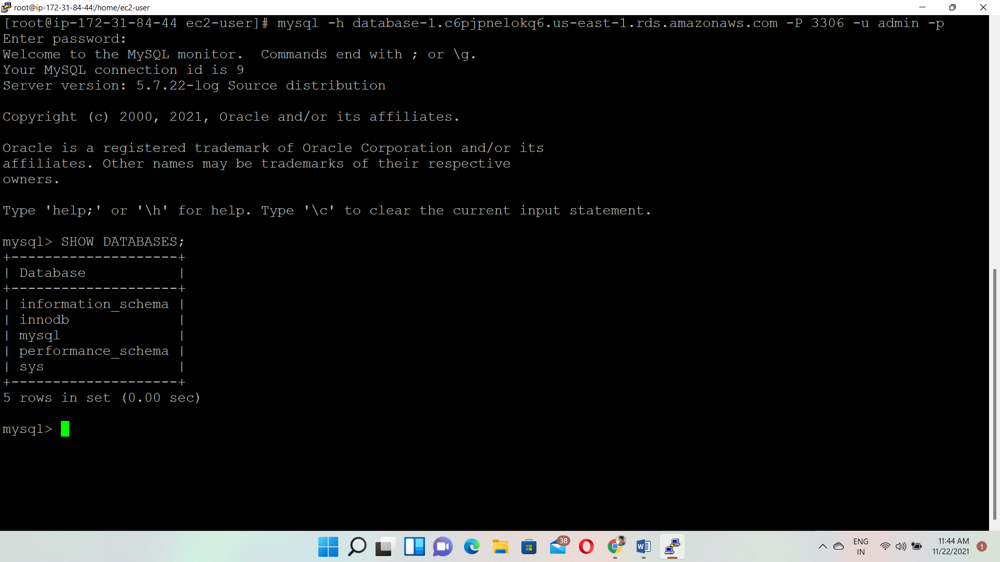 root@ip-172-31-84-44:/home/ec2-user
[root@ip-172-31-84-44 ec2-user]# mysql -h database-1.c6pjpnelokq6.us-east-1.rds.amazonaws.com -P 3306 -u admin -p
Enter password:
Welcome to the MySQL monitor.  Commands end with ; or \g.
Your MySQL connection id is 9
Server version: 5.7.22-log Source distribution
Copyright (c) 2000, 2021, Oracle and/or its affiliates.
Oracle is a registered trademark of Oracle Corporation and/or its
affiliates. Other names may be trademarks of their respective
owners.
Type 'help;' or '\h' for help. Type '\c' to clear the current input statement.
mysql> SHOW DATABASES;
+--------------------+
| Database           |
+--------------------+
| information_schema |
| innodb             |
| mysql              |
| performance_schema |
| sys                |
+--------------------+
5 rows in set (0.00 sec)
mysql>
38
ENG
IN
11:44 AM
11/22/2021
1